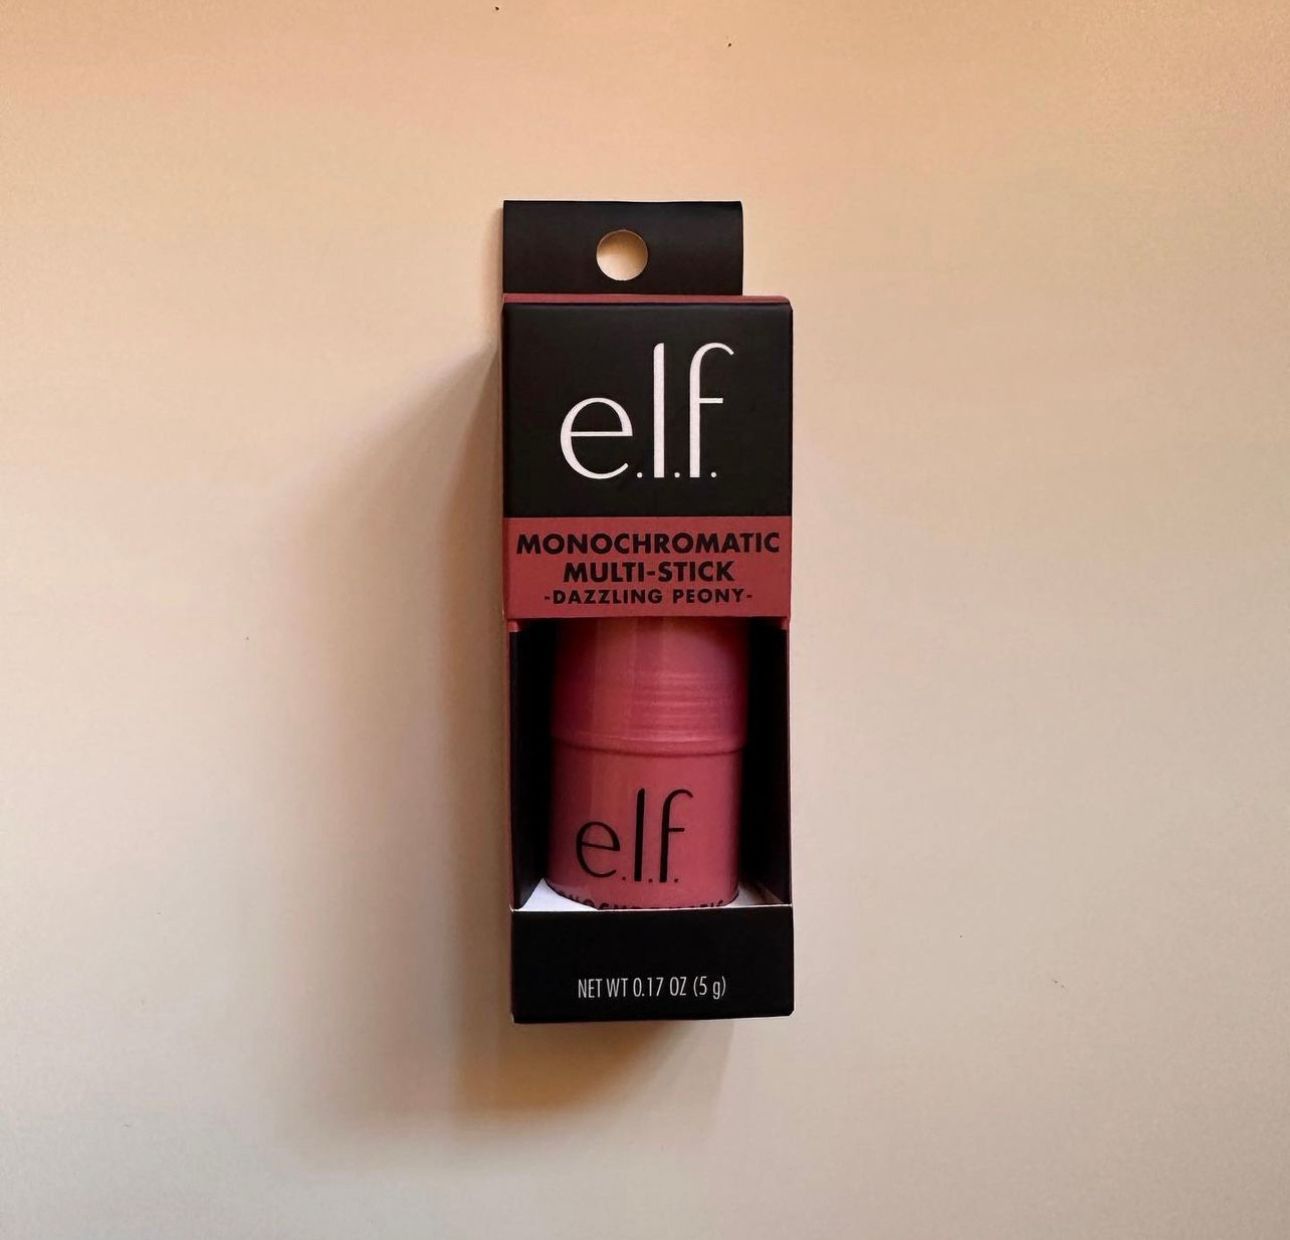 e.l.f.
MONOCHROMATIC
MULTI-STICK
-DAZZLING PEONY-
e.l.f.
NET WT 0.17 OZ (5 g)